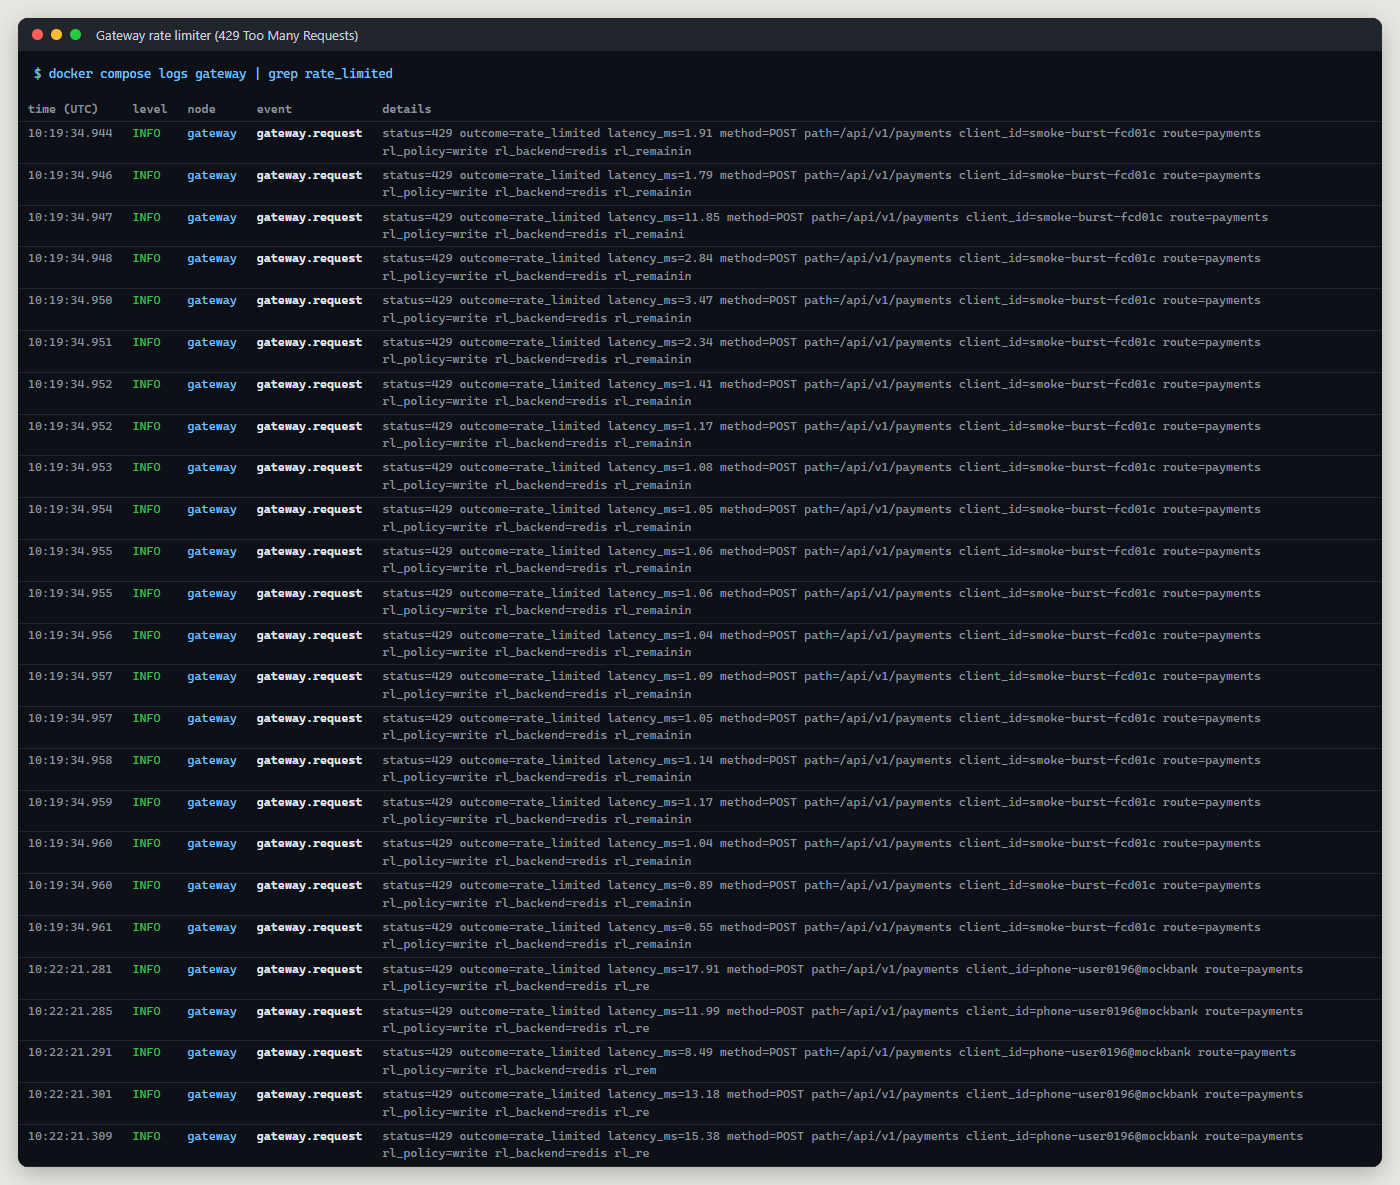 Gateway rate limiter (429 Too Many Requests)
$ docker compose logs gateway | grep rate_limited
time (UTC) level node event details
10:19:34.944 INFO gateway gateway.request status=429 outcome=rate_limited latency_ms=1.91 method=POST path=/api/v1/payments client_id=smoke-burst-fcd01c route=payments
rl_policy=write rl_backend=redis rl_remainin
10:19:34.946 INFO gateway gateway.request status=429 outcome=rate_limited latency_ms=1.79 method=POST path=/api/v1/payments client_id=smoke-burst-fcd01c route=payments
rl_policy=write rl_backend=redis rl_remainin
10:19:34.947 INFO gateway gateway.request status=429 outcome=rate_limited latency_ms=11.85 method=POST path=/api/v1/payments client_id=smoke-burst-fcd01c route=payments
rl_policy=write rl_backend=redis rl_remaini
10:19:34.948 INFO gateway gateway.request status=429 outcome=rate_limited latency_ms=2.84 method=POST path=/api/v1/payments client_id=smoke-burst-fcd01c route=payments
rl_policy=write rl_backend=redis rl_remainin
10:19:34.950 INFO gateway gateway.request status=429 outcome=rate_limited latency_ms=3.47 method=POST path=/api/v1/payments client_id=smoke-burst-fcd01c route=payments
rl_policy=write rl_backend=redis rl_remainin
10:19:34.951 INFO gateway gateway.request status=429 outcome=rate_limited latency_ms=2.34 method=POST path=/api/v1/payments client_id=smoke-burst-fcd01c route=payments
rl_policy=write rl_backend=redis rl_remainin
10:19:34.952 INFO gateway gateway.request status=429 outcome=rate_limited latency_ms=1.41 method=POST path=/api/v1/payments client_id=smoke-burst-fcd01c route=payments
rl_policy=write rl_backend=redis rl_remainin
10:19:34.952 INFO gateway gateway.request status=429 outcome=rate_limited latency_ms=1.17 method=POST path=/api/v1/payments client_id=smoke-burst-fcd01c route=payments
rl_policy=write rl_backend=redis rl_remainin
10:19:34.953 INFO gateway gateway.request status=429 outcome=rate_limited latency_ms=1.08 method=POST path=/api/v1/payments client_id=smoke-burst-fcd01c route=payments
rl_policy=write rl_backend=redis rl_remainin
10:19:34.954 INFO gateway gateway.request status=429 outcome=rate_limited latency_ms=1.05 method=POST path=/api/v1/payments client_id=smoke-burst-fcd01c route=payments
rl_policy=write rl_backend=redis rl_remainin
10:19:34.955 INFO gateway gateway.request status=429 outcome=rate_limited latency_ms=1.06 method=POST path=/api/v1/payments client_id=smoke-burst-fcd01c route=payments
rl_policy=write rl_backend=redis rl_remainin
10:19:34.955 INFO gateway gateway.request status=429 outcome=rate_limited latency_ms=1.06 method=POST path=/api/v1/payments client_id=smoke-burst-fcd01c route=payments
rl_policy=write rl_backend=redis rl_remainin
10:19:34.956 INFO gateway gateway.request status=429 outcome=rate_limited latency_ms=1.04 method=POST path=/api/v1/payments client_id=smoke-burst-fcd01c route=payments
rl_policy=write rl_backend=redis rl_remainin
10:19:34.957 INFO gateway gateway.request status=429 outcome=rate_limited latency_ms=1.09 method=POST path=/api/v1/payments client_id=smoke-burst-fcd01c route=payments
rl_policy=write rl_backend=redis rl_remainin
10:19:34.957 INFO gateway gateway.request status=429 outcome=rate_limited latency_ms=1.05 method=POST path=/api/v1/payments client_id=smoke-burst-fcd01c route=payments
rl_policy=write rl_backend=redis rl_remainin
10:19:34.958 INFO gateway gateway.request status=429 outcome=rate_limited latency_ms=1.14 method=POST path=/api/v1/payments client_id=smoke-burst-fcd01c route=payments
rl_policy=write rl_backend=redis rl_remainin
10:19:34.959 INFO gateway gateway.request status=429 outcome=rate_limited latency_ms=1.17 method=POST path=/api/v1/payments client_id=smoke-burst-fcd01c route=payments
rl_policy=write rl_backend=redis rl_remainin
10:19:34.960 INFO gateway gateway.request status=429 outcome=rate_limited latency_ms=1.04 method=POST path=/api/v1/payments client_id=smoke-burst-fcd01c route=payments
rl_policy=write rl_backend=redis rl_remainin
10:19:34.960 INFO gateway gateway.request status=429 outcome=rate_limited latency_ms=0.89 method=POST path=/api/v1/payments client_id=smoke-burst-fcd01c route=payments
rl_policy=write rl_backend=redis rl_remainin
10:19:34.961 INFO gateway gateway.request status=429 outcome=rate_limited latency_ms=0.55 method=POST path=/api/v1/payments client_id=smoke-burst-fcd01c route=payments
rl_policy=write rl_backend=redis rl_remainin
10:22:21.281 INFO gateway gateway.request status=429 outcome=rate_limited latency_ms=17.91 method=POST path=/api/v1/payments client_id=phone-user0196@mockbank route=payments
rl_policy=write rl_backend=redis rl_re
10:22:21.285 INFO gateway gateway.request status=429 outcome=rate_limited latency_ms=11.99 method=POST path=/api/v1/payments client_id=phone-user0196@mockbank route=payments
rl_policy=write rl_backend=redis rl_re
10:22:21.291 INFO gateway gateway.request status=429 outcome=rate_limited latency_ms=8.49 method=POST path=/api/v1/payments client_id=phone-user0196@mockbank route=payments
rl_policy=write rl_backend=redis rl_rem
10:22:21.301 INFO gateway gateway.request status=429 outcome=rate_limited latency_ms=13.18 method=POST path=/api/v1/payments client_id=phone-user0196@mockbank route=payments
rl_policy=write rl_backend=redis rl_re
10:22:21.309 INFO gateway gateway.request status=429 outcome=rate_limited latency_ms=15.38 method=POST path=/api/v1/payments client_id=phone-user0196@mockbank route=payments
rl_policy=write rl_backend=redis rl_re